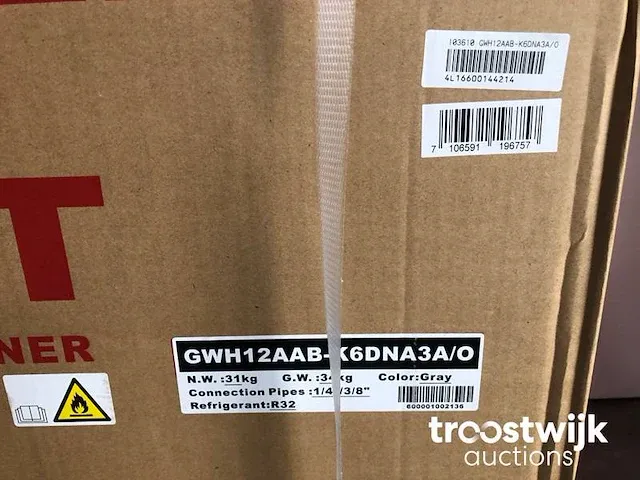 103610 GWH12AAB-K6DNA3A/O
4L16600144214
7 106591 196757
T
NER
GWH12AAB-K6DNA3A/O
N.W. :31kg G.W. :34kg Color:Gray
Connection Pipes :1/4"/3/8"
Refrigerant:R32
600001002136
troostwijk
auctions